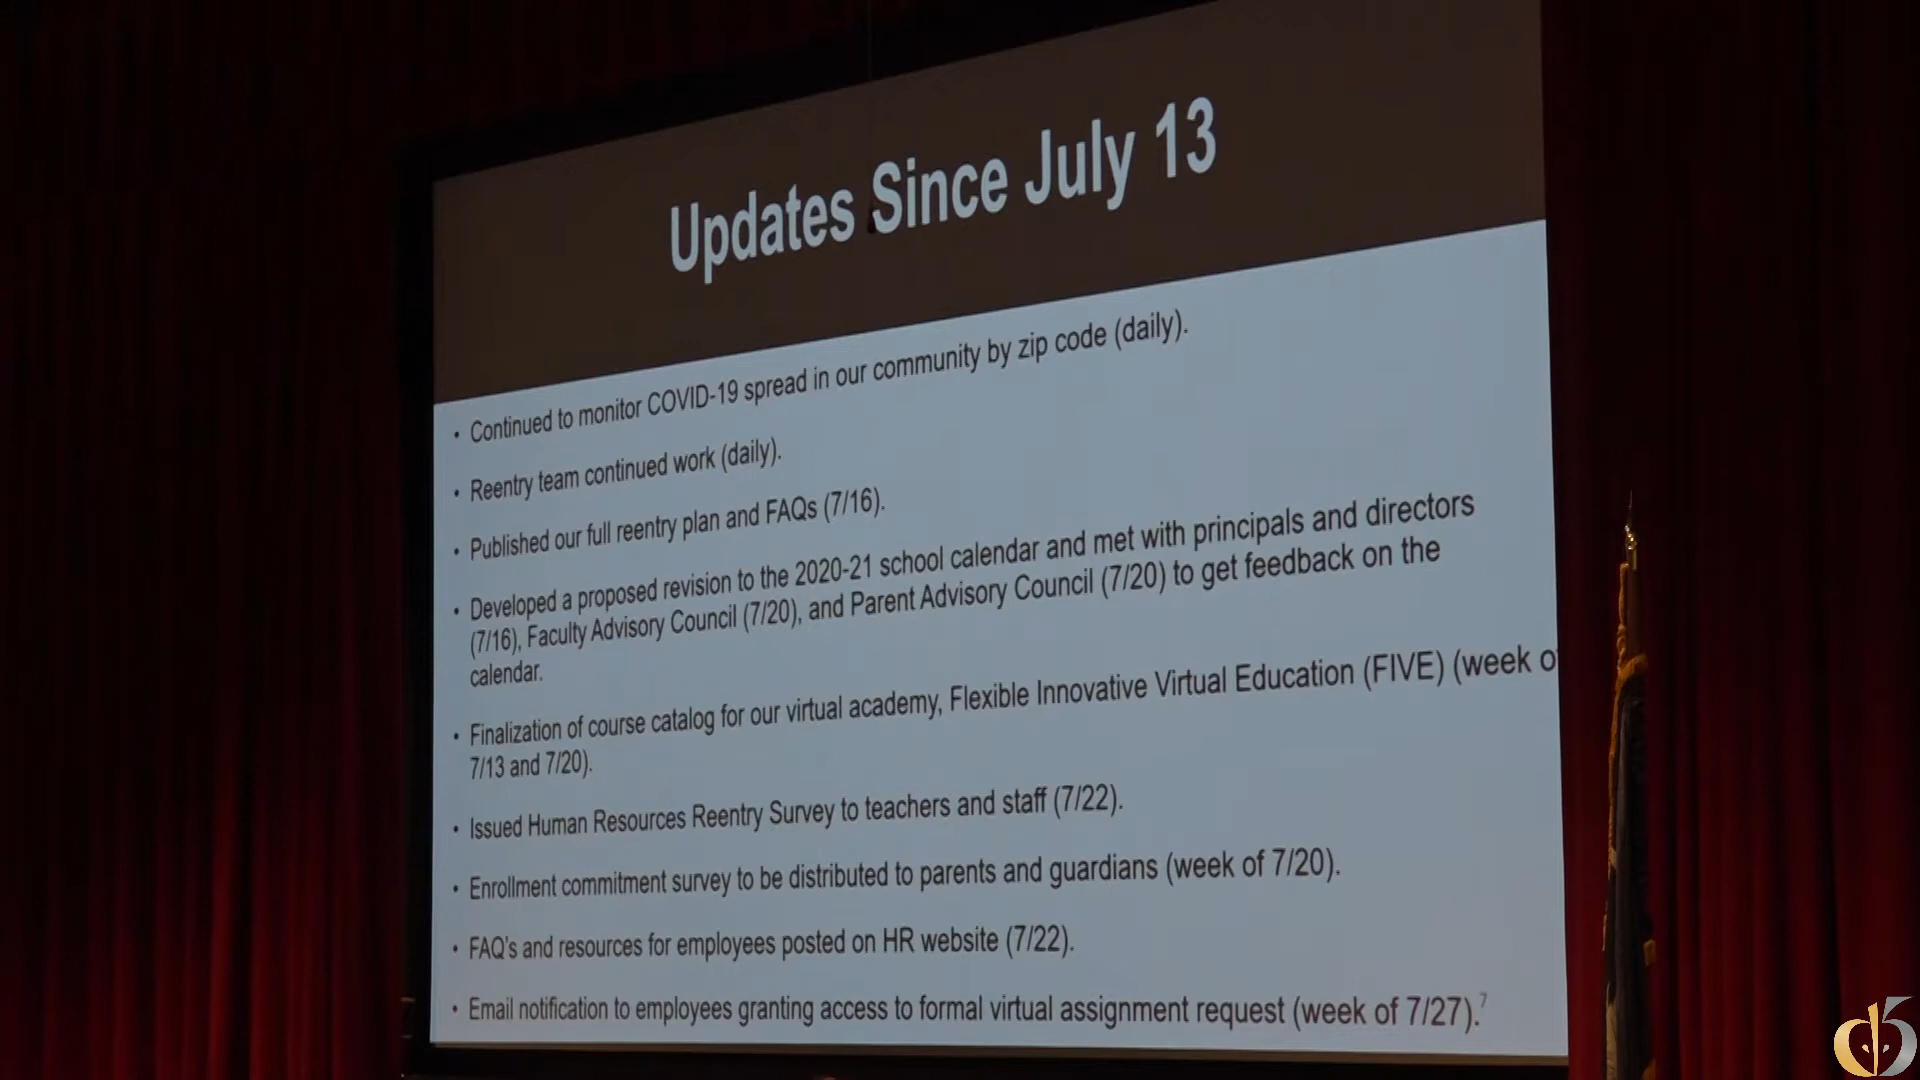 Updates Since July 13
• Continued to monitor COVID-19 spread in our community by zip code (daily).
• Reentry team continued work (daily).
• Published our full reentry plan and FAQs (7/16).
• Developed a proposed revision to the 2020-21 school calendar and met with principals and directors
(7/16), Faculty Advisory Council (7/20), and Parent Advisory Council (7/20) to get feedback on the
calendar.
• Finalization of course catalog for our virtual academy, Flexible Innovative Virtual Education (FIVE) (week o
7/13 and 7/20).
• Issued Human Resources Reentry Survey to teachers and staff (7/22).
• Enrollment commitment survey to be distributed to parents and guardians (week of 7/20).
• FAQ's and resources for employees posted on HR website (7/22).
• Email notification to employees granting access to formal virtual assignment request (week of 7/27).
7
d5